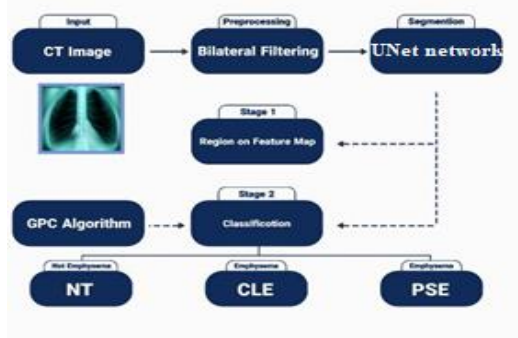 Input
Preprocessing
Segmention
CT Image
Bilateral Filtering
UNet network
Stage 1
Region on Feature Map
Stage 2
GPC Algorithm
Classification
Not Emphysema
Emphysema
Emphysema
NT
CLE
PSE